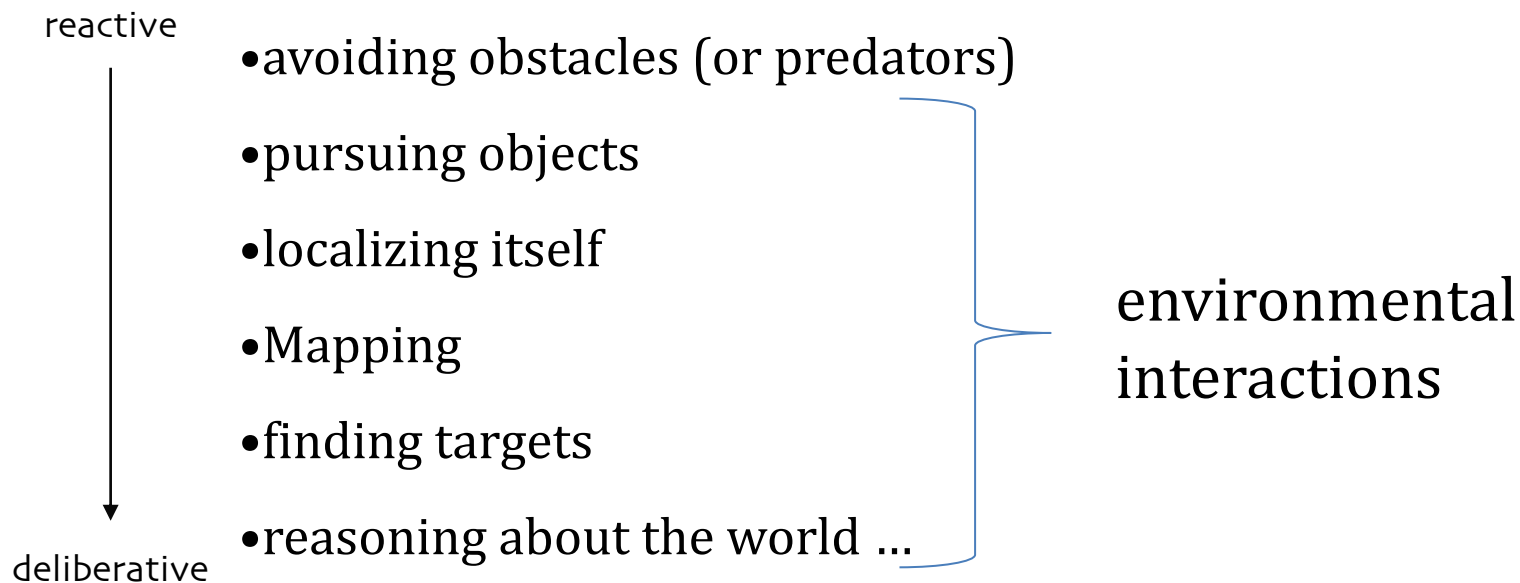 reactive
•avoiding obstacles (or predators)
•pursuing objects
•localizing itself
•Mapping
•finding targets
•reasoning about the world ...
deliberative
environmental
interactions